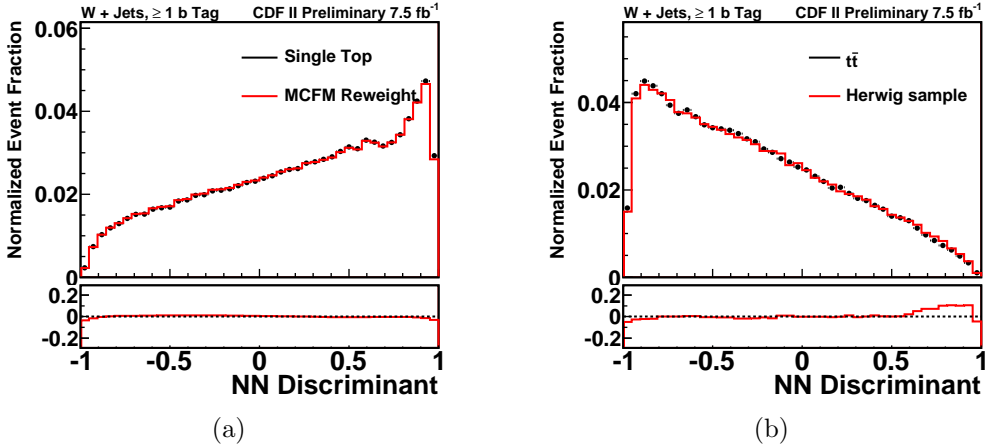 W + Jets, ≥ 1 b Tag CDF II Preliminary 7.5 fb⁻¹
Normalized Event Fraction
0.06
0.04
0.02
0
Single Top
MCFM Reweight
0.2
0
-0.2
-1 -0.5 0 0.5 1
NN Discriminant
(a)
W + Jets, ≥ 1 b Tag CDF II Preliminary 7.5 fb⁻¹
Normalized Event Fraction
0.04
0.02
0
tt̄
Herwig sample
0.2
0
-0.2
-1 -0.5 0 0.5 1
NN Discriminant
(b)